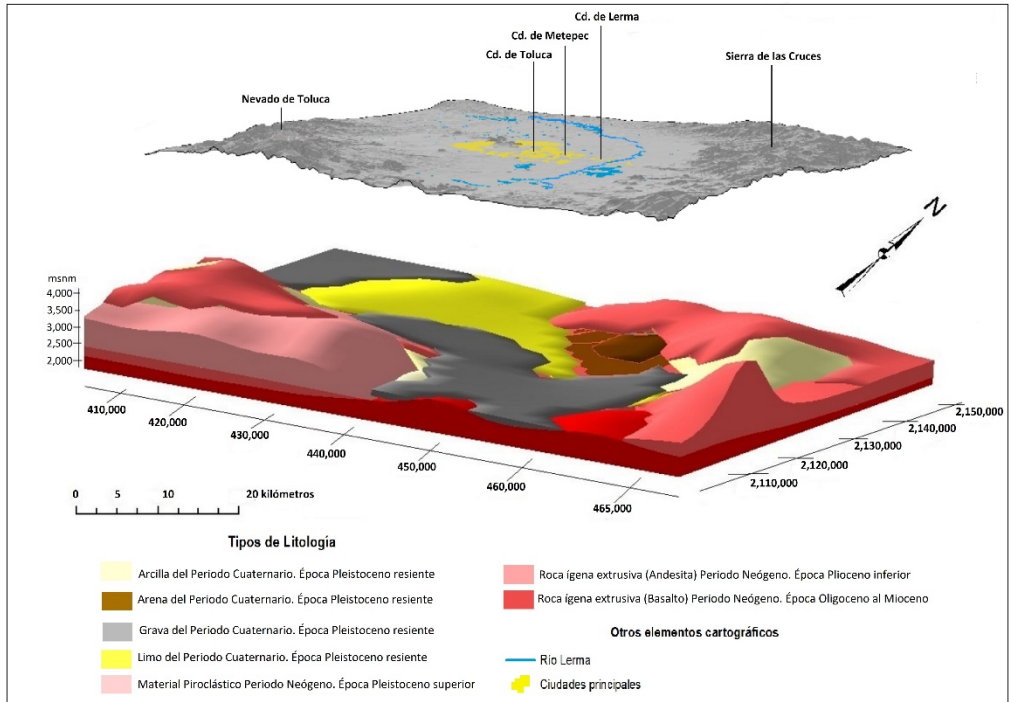 Cd. de Lerma
Cd. de Metepec
Cd. de Toluca
Sierra de las Cruces
Nevado de Toluca
N
msnm
4,000
3,500
3,000
2,500
2,000
410,000
420,000
430,000
440,000
450,000
460,000
465,000
2,110,000
2,120,000
2,130,000
2,140,000
2,150,000
0 5 10 20 kilómetros
Tipos de Litología
Arcilla del Periodo Cuaternario. Época Pleistoceno resiente
Arena del Periodo Cuaternario. Época Pleistoceno resiente
Grava del Periodo Cuaternario. Época Pleistoceno resiente
Limo del Periodo Cuaternario. Época Pleistoceno resiente
Material Piroclástico Periodo Neógeno. Época Pleistoceno superior
Roca ígena extrusiva (Andesita) Periodo Neógeno. Época Plioceno inferior
Roca ígena extrusiva (Basalto) Periodo Neógeno. Época Oligoceno al Mioceno
Otros elementos cartográficos
Rio Lerma
Ciudades principales